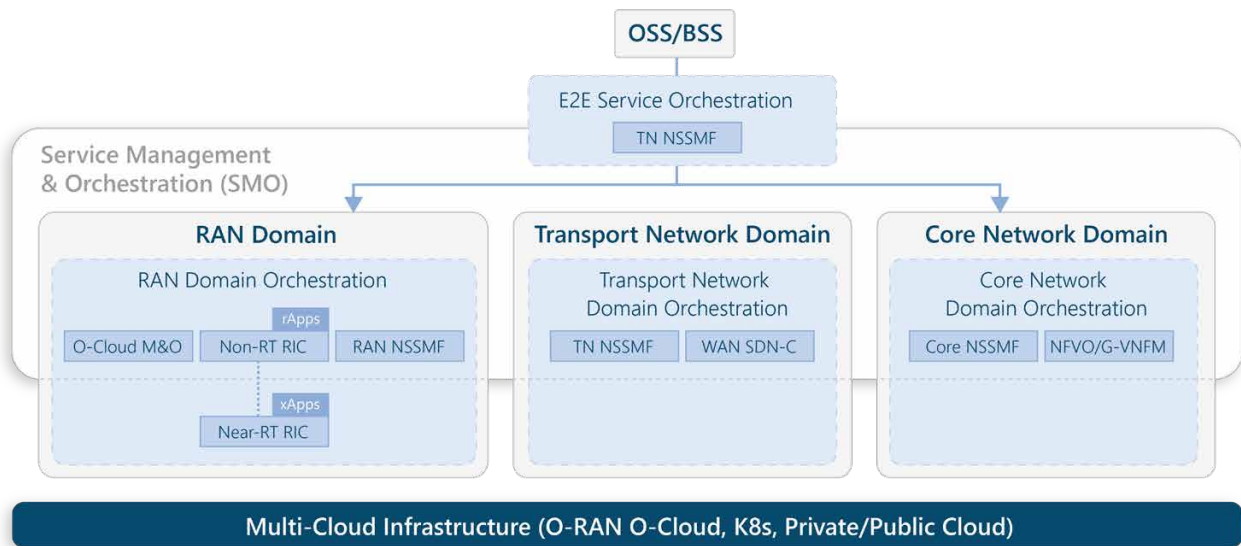 OSS/BSS
E2E Service Orchestration
TN NSSMF
Service Management
& Orchestration (SMO)
RAN Domain
RAN Domain Orchestration
rApps
O-Cloud M&O
Non-RT RIC
RAN NSSMF
xApps
Near-RT RIC
Transport Network Domain
Transport Network
Domain Orchestration
TN NSSMF
WAN SDN-C
Core Network Domain
Core Network
Domain Orchestration
Core NSSMF
NFVO/G-VNFM
Multi-Cloud Infrastructure (O-RAN O-Cloud, K8s, Private/Public Cloud)